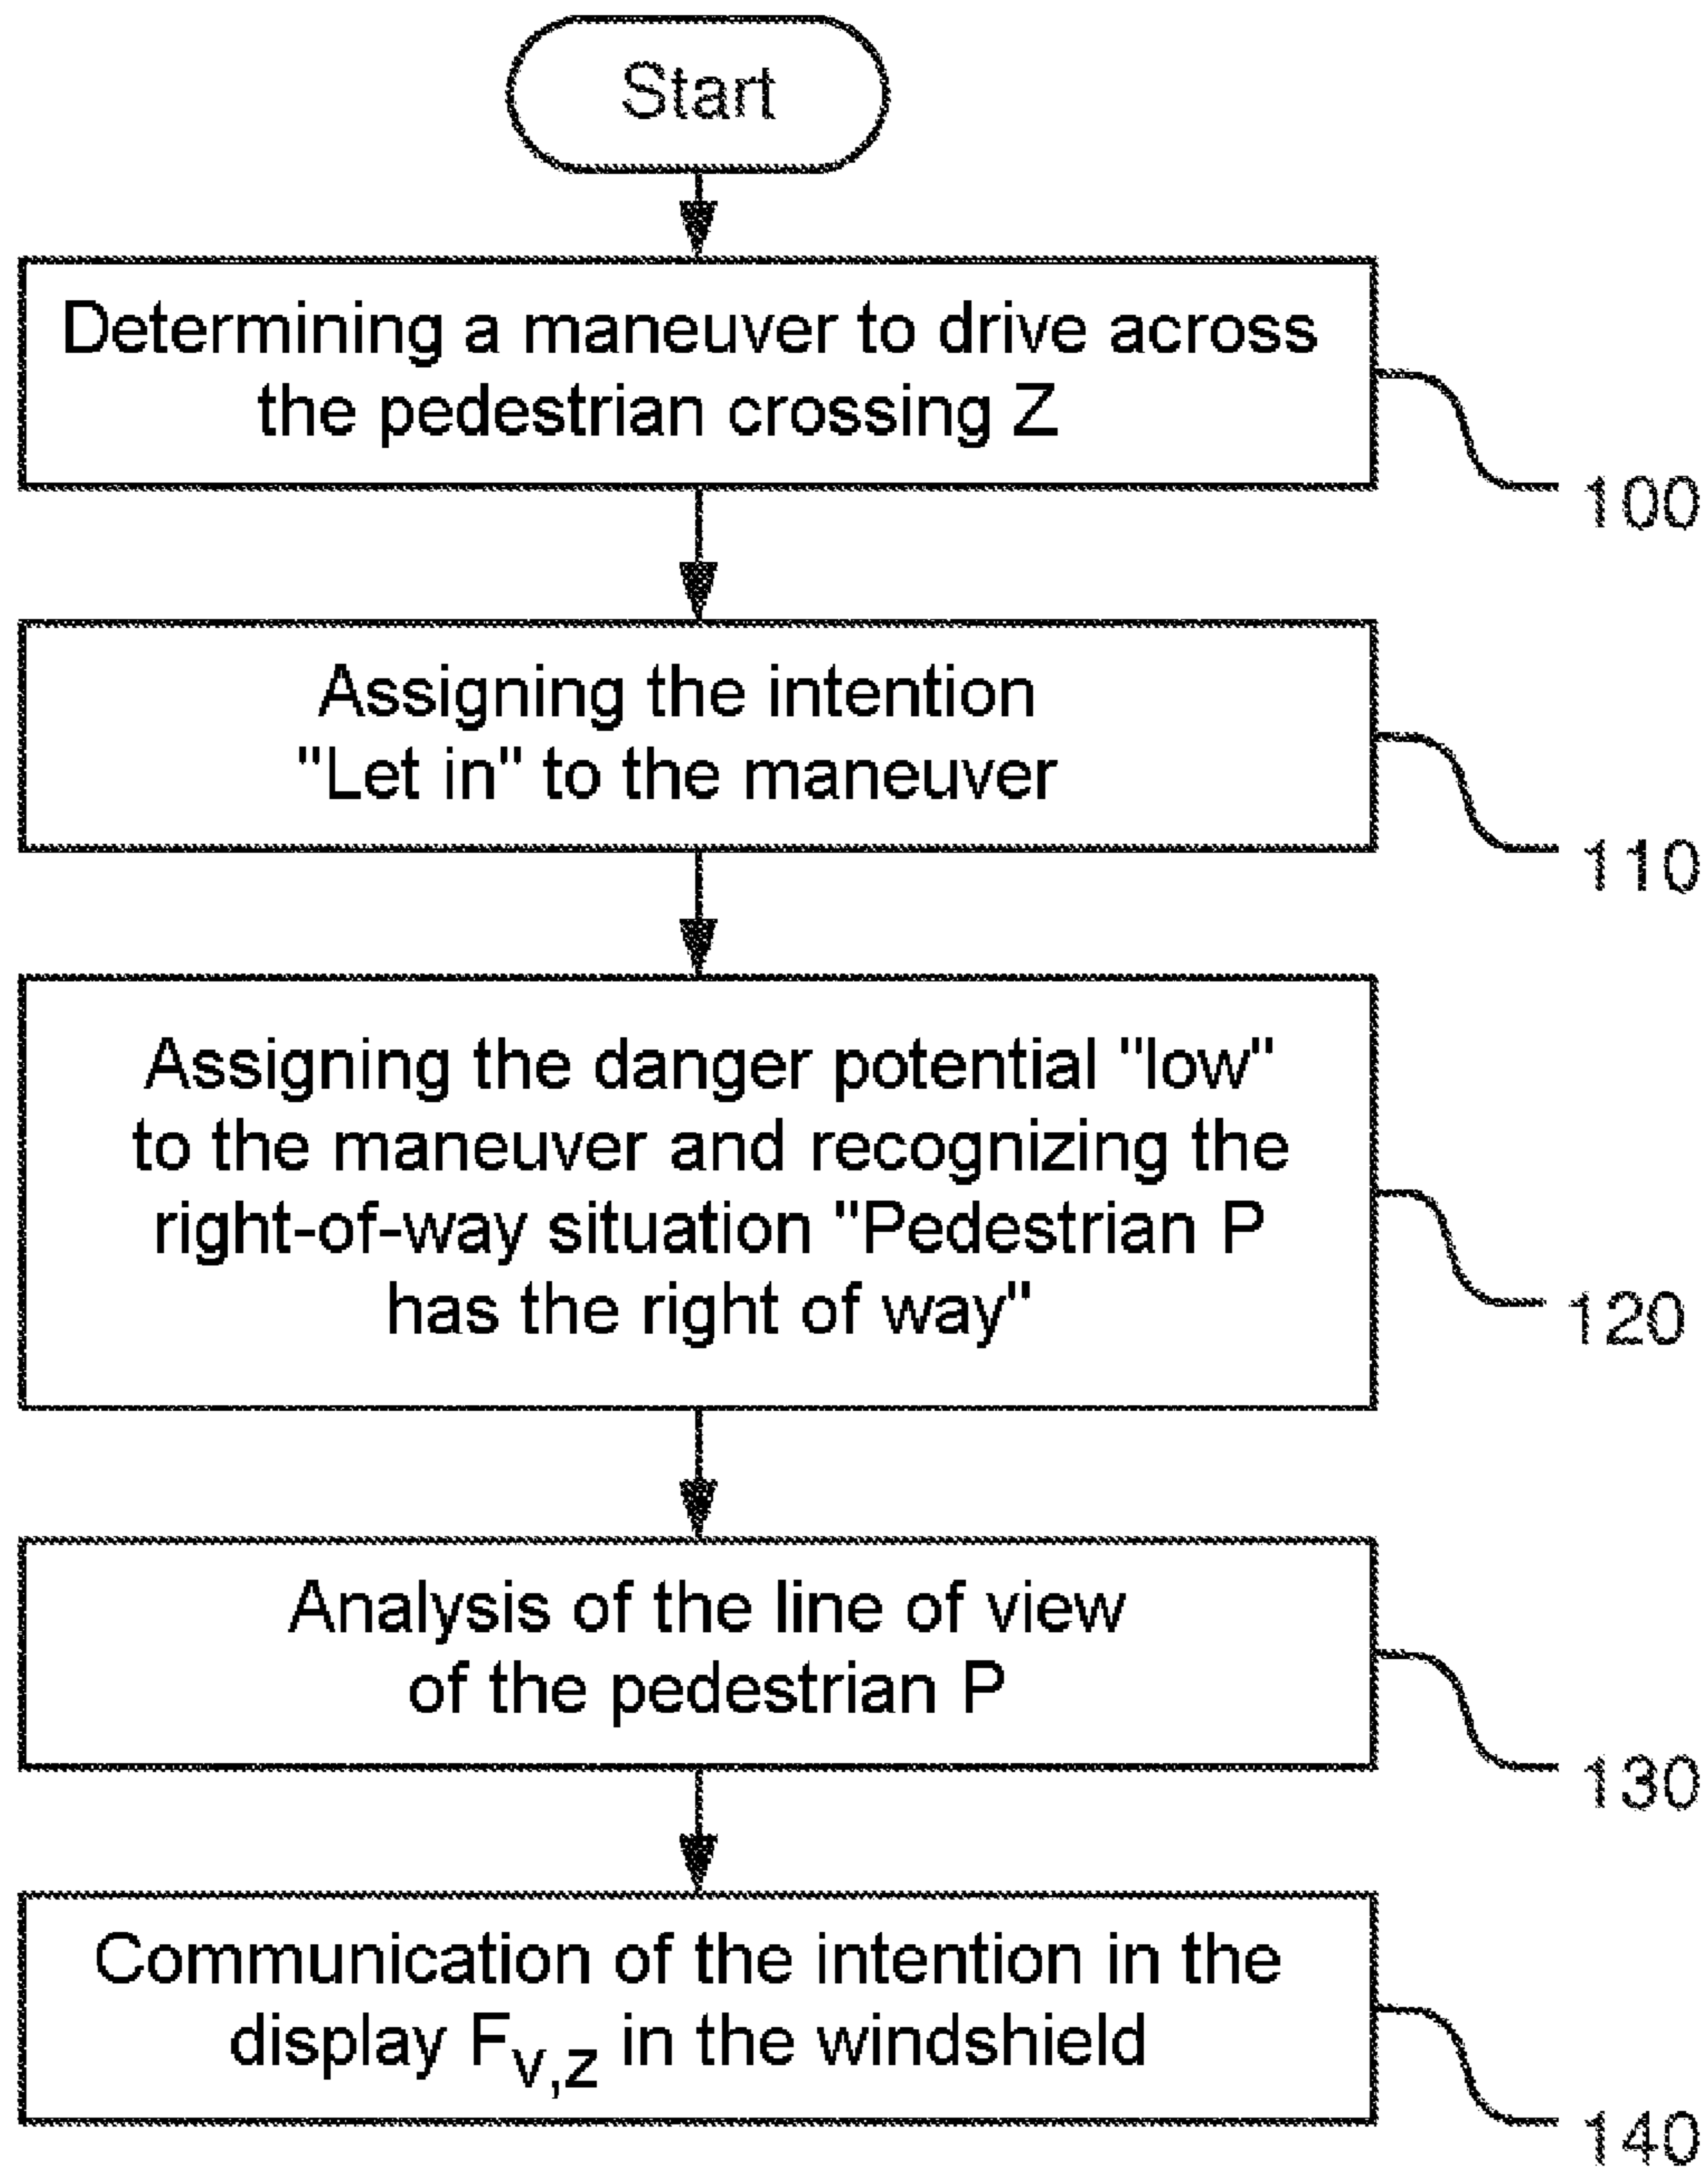 Start
Determining a maneuver to drive across
the pedestrian crossing Z
100
Assigning the intention
"Let in" to the maneuver
110
Assigning the danger potential "low"
to the maneuver and recognizing the
right-of-way situation "Pedestrian P
has the right of way"
120
Analysis of the line of view
of the pedestrian P
130
Communication of the intention in the
display Fv,z in the windshield
140